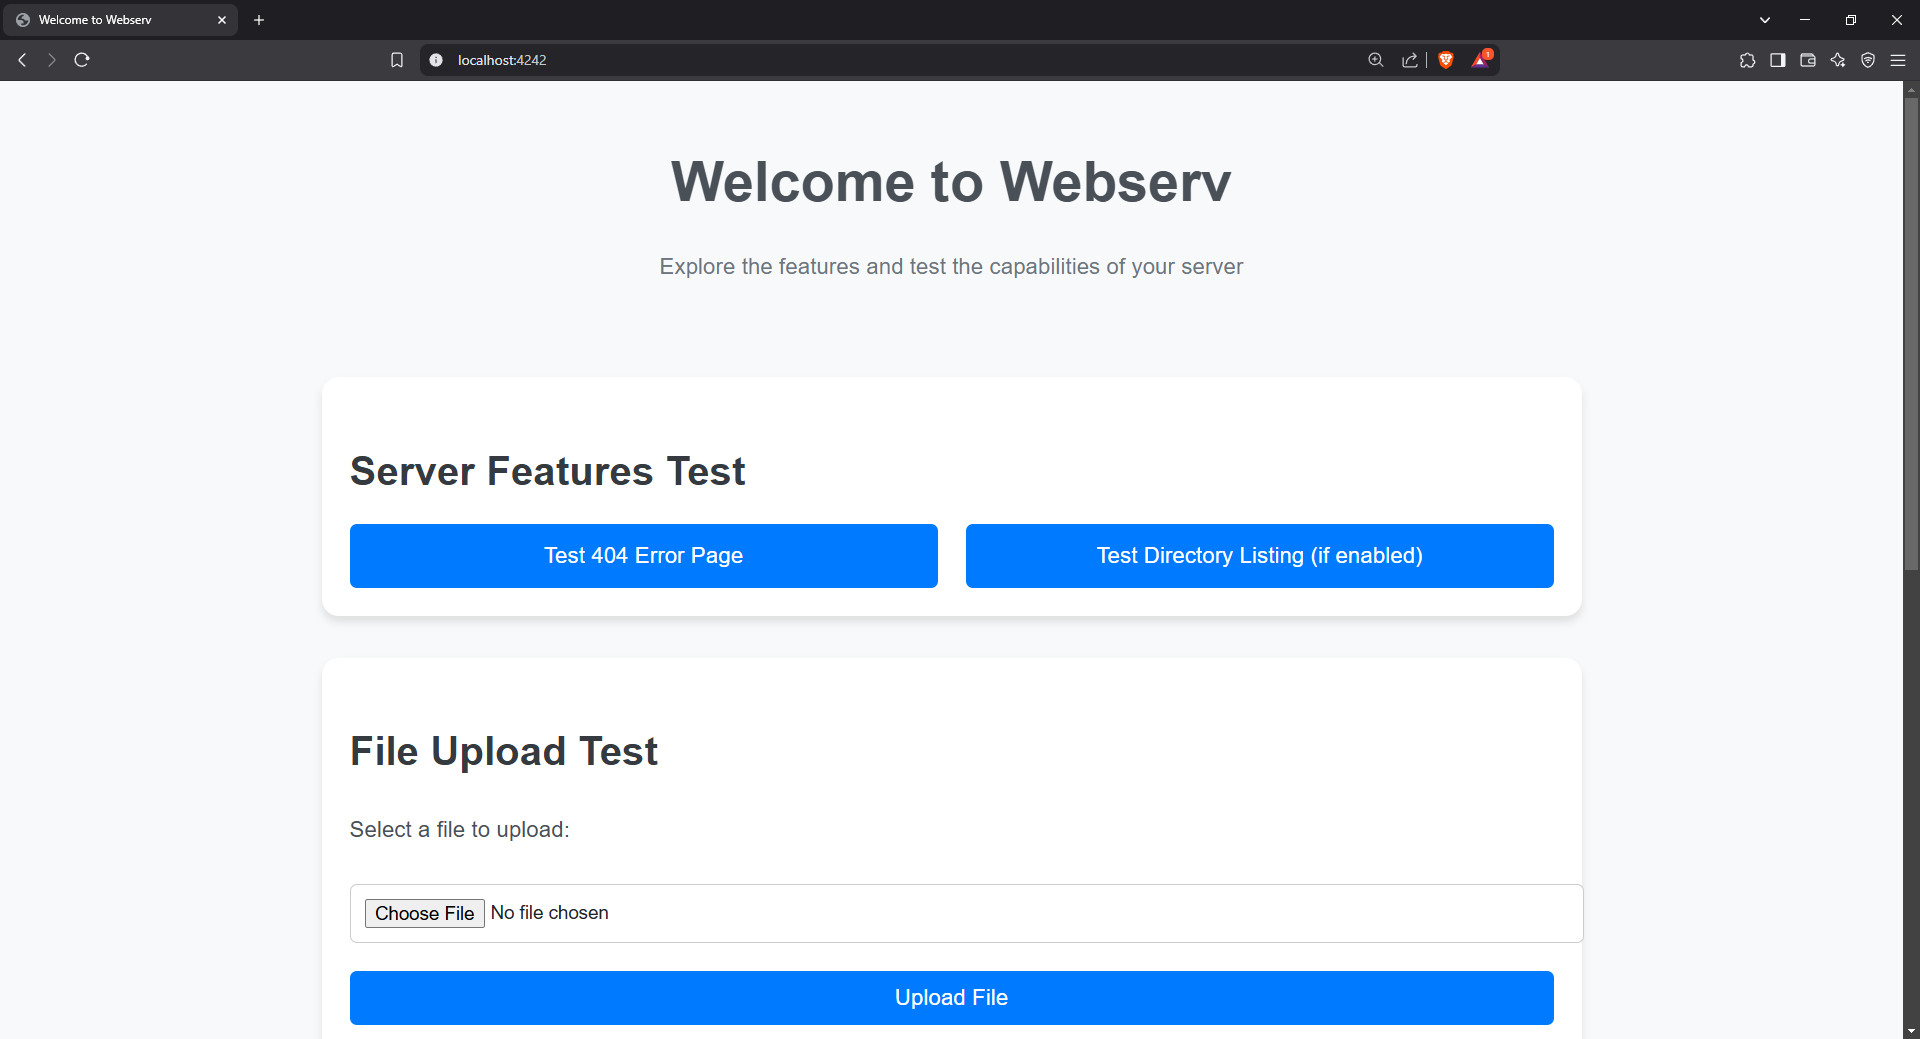 Welcome to Webserv
localhost:4242
1
Welcome to Webserv
Explore the features and test the capabilities of your server
Server Features Test
Test 404 Error Page
Test Directory Listing (if enabled)
File Upload Test
Select a file to upload:
Choose File No file chosen
Upload File